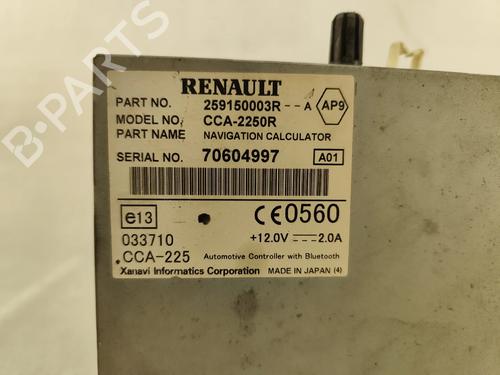 B-PARTS
RENAULT
PART NO. 259150003R--A AP9
MODEL NO. CCA-2250R
PART NAME NAVIGATION CALCULATOR
SERIAL NO. 70604997 A01
e13 CE0560
033710 +12.0V 2.0A
CCA-225 Automotive Controller with Bluetooth
Xanavi Informatics Corporation MADE IN JAPAN (4)